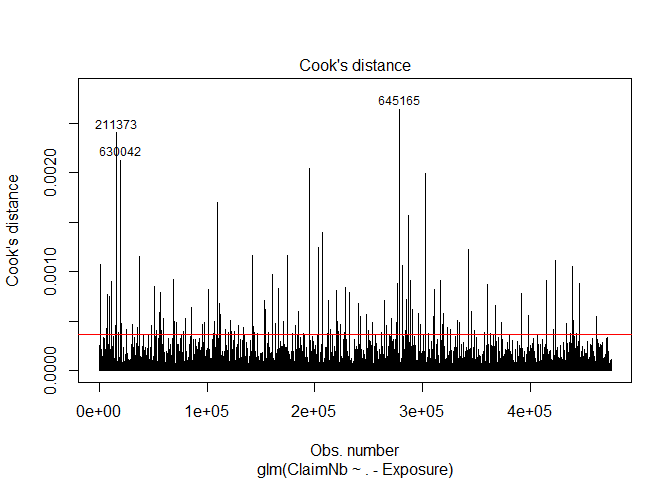 Cook's distance
645165
211373
630042
Cook's distance
0.0020
0.0010
0.0000
0e+00 1e+05 2e+05 3e+05 4e+05
Obs. number
glm(ClaimNb ~ . - Exposure)